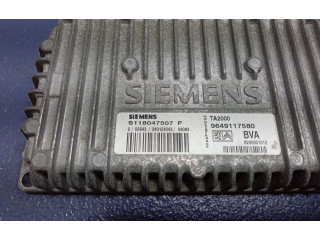 SIEMENS
SIEMENS
S118047507 F
TA2000
9649117580
BVA